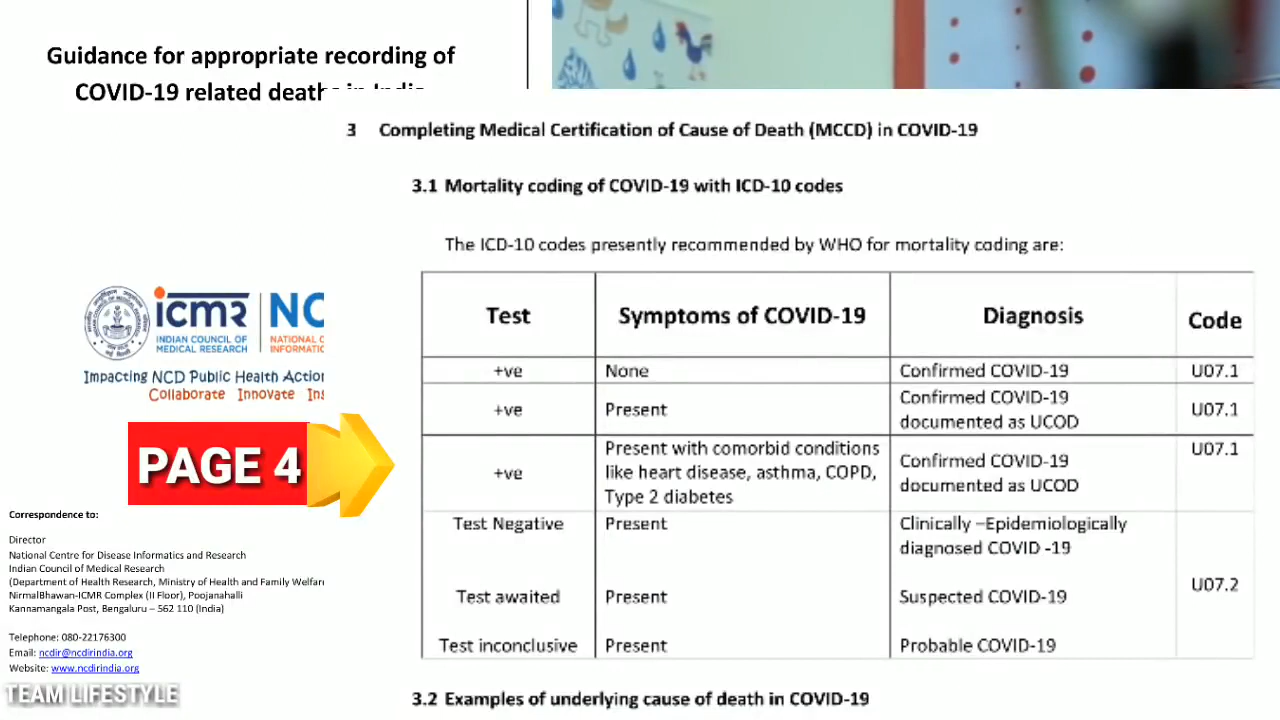 Guidance for appropriate recording of
COVID-19 related deaths in India
icmr
INDIAN COUNCIL OF
MEDICAL RESEARCH
NC
NATIONAL C
INFORMATIC
Impacting NCD Public Health Action
Collaborate Innovate Ins
PAGE 4
Correspondence to:
Director
National Centre for Disease Informatics and Research
Indian Council of Medical Research
(Department of Health Research, Ministry of Health and Family Welfare
NirmalBhawan-ICMR Complex (II Floor), Poojanahalli
Kannamangala Post, Bengaluru – 562 110 (India)
Telephone: 080-22176300
Email: ncdir@ncdirindia.org
Website: www.ncdirindia.org
TEAM LIFESTYLE
3 Completing Medical Certification of Cause of Death (MCCD) in COVID-19
3.1 Mortality coding of COVID-19 with ICD-10 codes
The ICD-10 codes presently recommended by WHO for mortality coding are:
Test Symptoms of COVID-19 Diagnosis Code
+ve None Confirmed COVID-19 U07.1
+ve Present Confirmed COVID-19
documented as UCOD U07.1
+ve Present with comorbid conditions
like heart disease, asthma, COPD,
Type 2 diabetes Confirmed COVID-19
documented as UCOD U07.1
Test Negative Present Clinically –Epidemiologically
diagnosed COVID -19
Test awaited Present Suspected COVID-19 U07.2
Test inconclusive Present Probable COVID-19
3.2 Examples of underlying cause of death in COVID-19